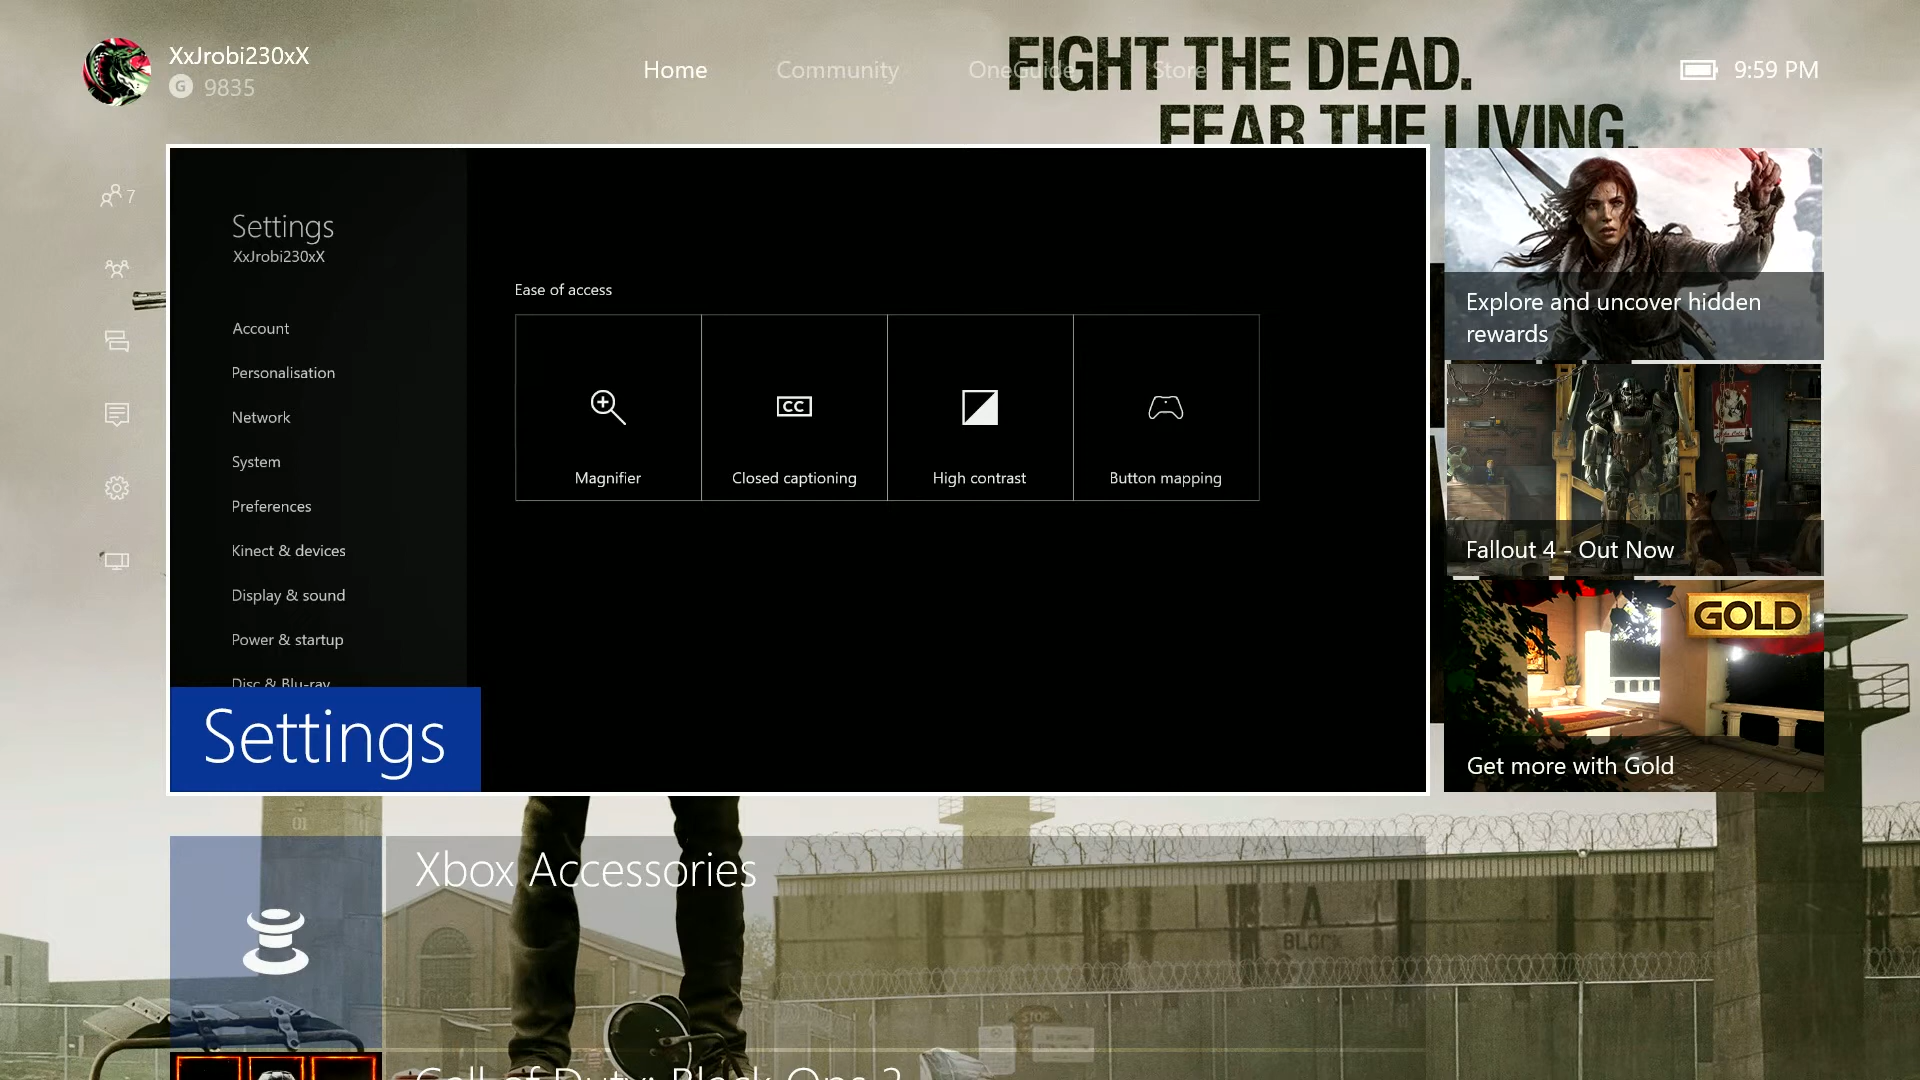 XxJrobi230xX
G 9835
Home
Community
OneGuide
Store
9:59 PM
FIGHT THE DEAD.
FEAR THE LIVING.
7
Settings
XxJrobi230xX
Account
Personalisation
Network
System
Preferences
Kinect & devices
Display & sound
Power & startup
Disc & Blu-ray
Ease of access
Magnifier
CC
Closed captioning
High contrast
Button mapping
Settings
Explore and uncover hidden
rewards
Fallout 4 - Out Now
GOLD
Get more with Gold
01
Xbox Accessories
A
BLOCK
STOP
Call of Duty: Black Ops 3